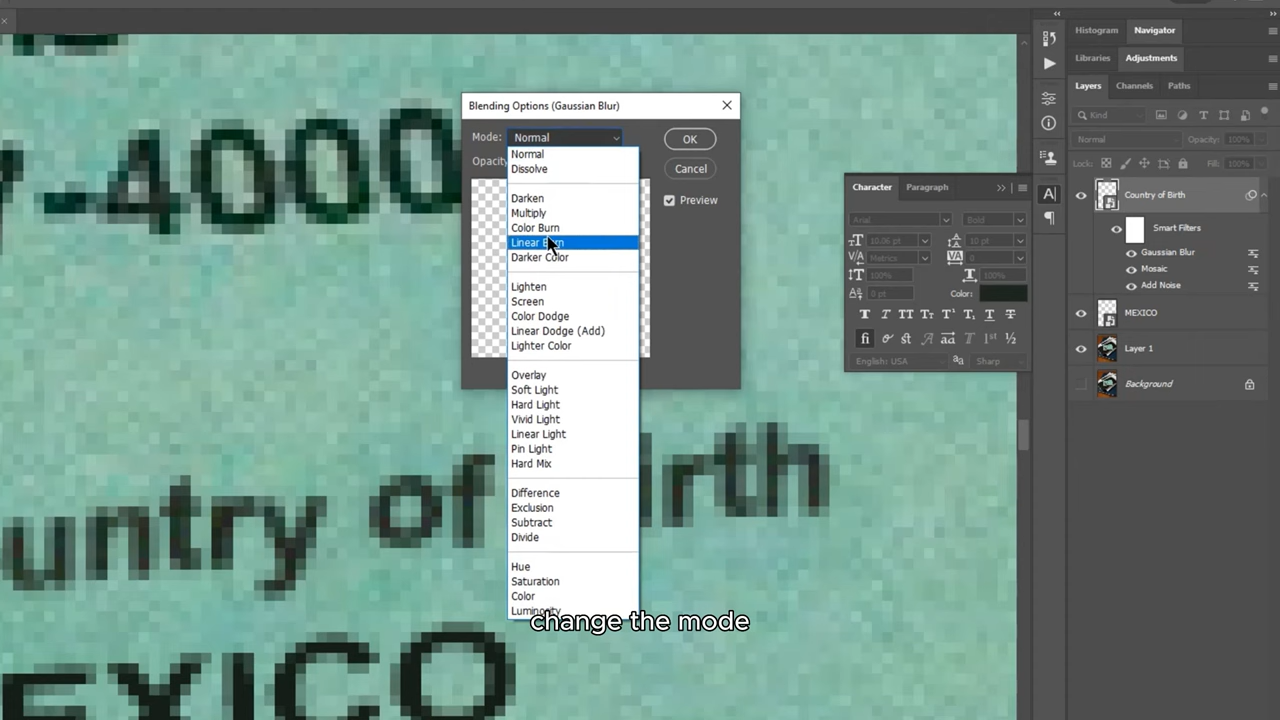 Histogram Navigator
Libraries Adjustments
Layers Channels Paths
Kind
Normal Opacity: 100%
Lock: Fill: 100%
Country of Birth
Smart Filters
Gaussian Blur
Mosaic
Add Noise
MEXICO
Layer 1
Background
Blending Options (Gaussian Blur)
Mode: Normal
OK
Opacity
Cancel
Preview
Normal
Dissolve
Darken
Multiply
Color Burn
Linear Burn
Darker Color
Lighten
Screen
Color Dodge
Linear Dodge (Add)
Lighter Color
Overlay
Soft Light
Hard Light
Vivid Light
Linear Light
Pin Light
Hard Mix
Difference
Exclusion
Subtract
Divide
Hue
Saturation
Color
Luminosity
Character Paragraph
Arial Bold
10.06 pt 10 pt
Metrics 0
100% 100%
0 pt Color:
English: USA Sharp
-4000
untry of Birth
EXICO
change the mode